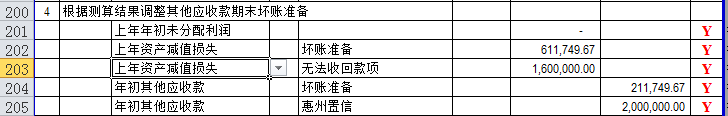 200 4 根据测算结果调整其他应收款期末坏账准备
201 上年年初未分配利润 - Y
202 上年资产减值损失 坏账准备 611,749.67 Y
203 上年资产减值损失 无法收回款项 1,600,000.00 Y
204 年初其他应收款 坏账准备 211,749.67 Y
205 年初其他应收款 惠州置信 2,000,000.00 Y